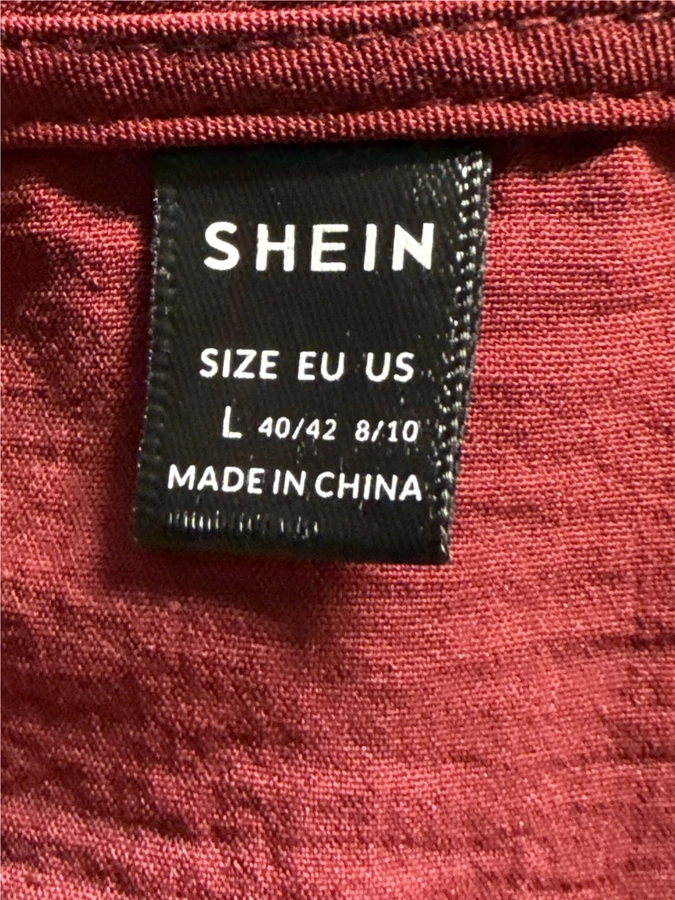 SHEIN
SIZE EU US
L 40/42 8/10
MADE IN CHINA